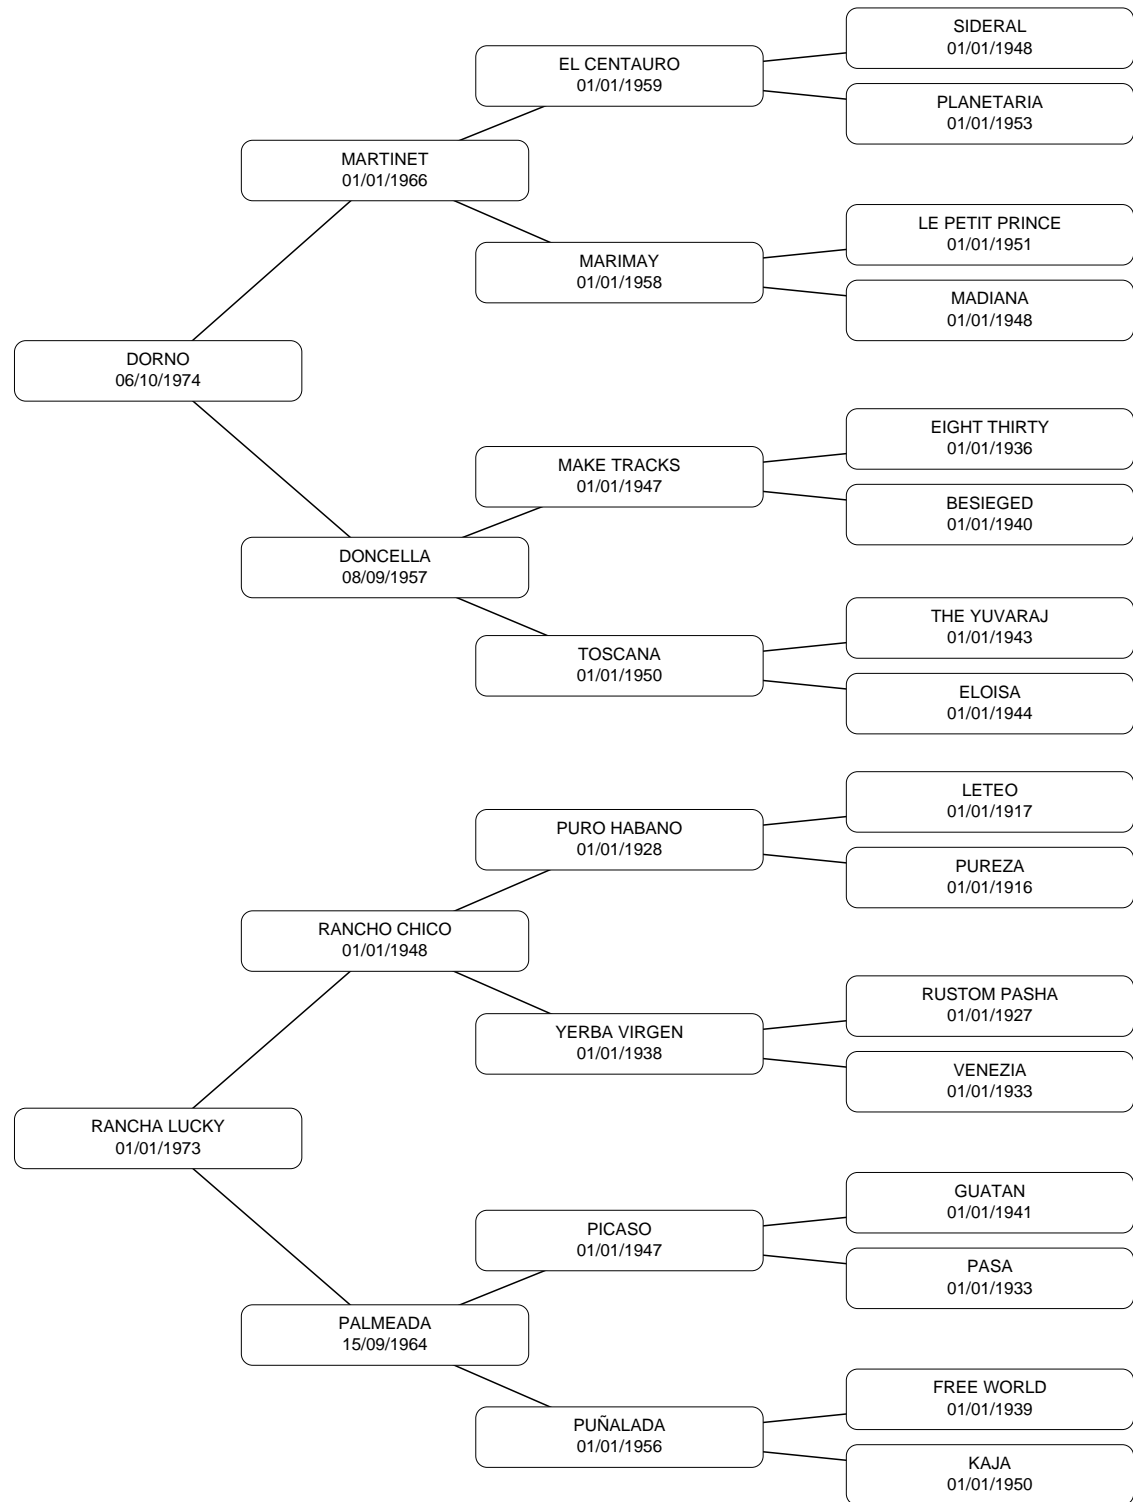 SIDERAL
01/01/1948
EL CENTAURO
01/01/1959
PLANETARIA
01/01/1953
MARTINET
01/01/1966
LE PETIT PRINCE
01/01/1951
MARIMAY
01/01/1958
MADIANA
01/01/1948
DORNO
06/10/1974
EIGHT THIRTY
01/01/1936
MAKE TRACKS
01/01/1947
BESIEGED
01/01/1940
DONCELLA
08/09/1957
THE YUVARAJ
01/01/1943
TOSCANA
01/01/1950
ELOISA
01/01/1944
LETEO
01/01/1917
PURO HABANO
01/01/1928
PUREZA
01/01/1916
RANCHO CHICO
01/01/1948
RUSTOM PASHA
01/01/1927
YERBA VIRGEN
01/01/1938
VENEZIA
01/01/1933
RANCHA LUCKY
01/01/1973
GUATAN
01/01/1941
PICASO
01/01/1947
PASA
01/01/1933
PALMEADA
15/09/1964
FREE WORLD
01/01/1939
PUÑALADA
01/01/1956
KAJA
01/01/1950